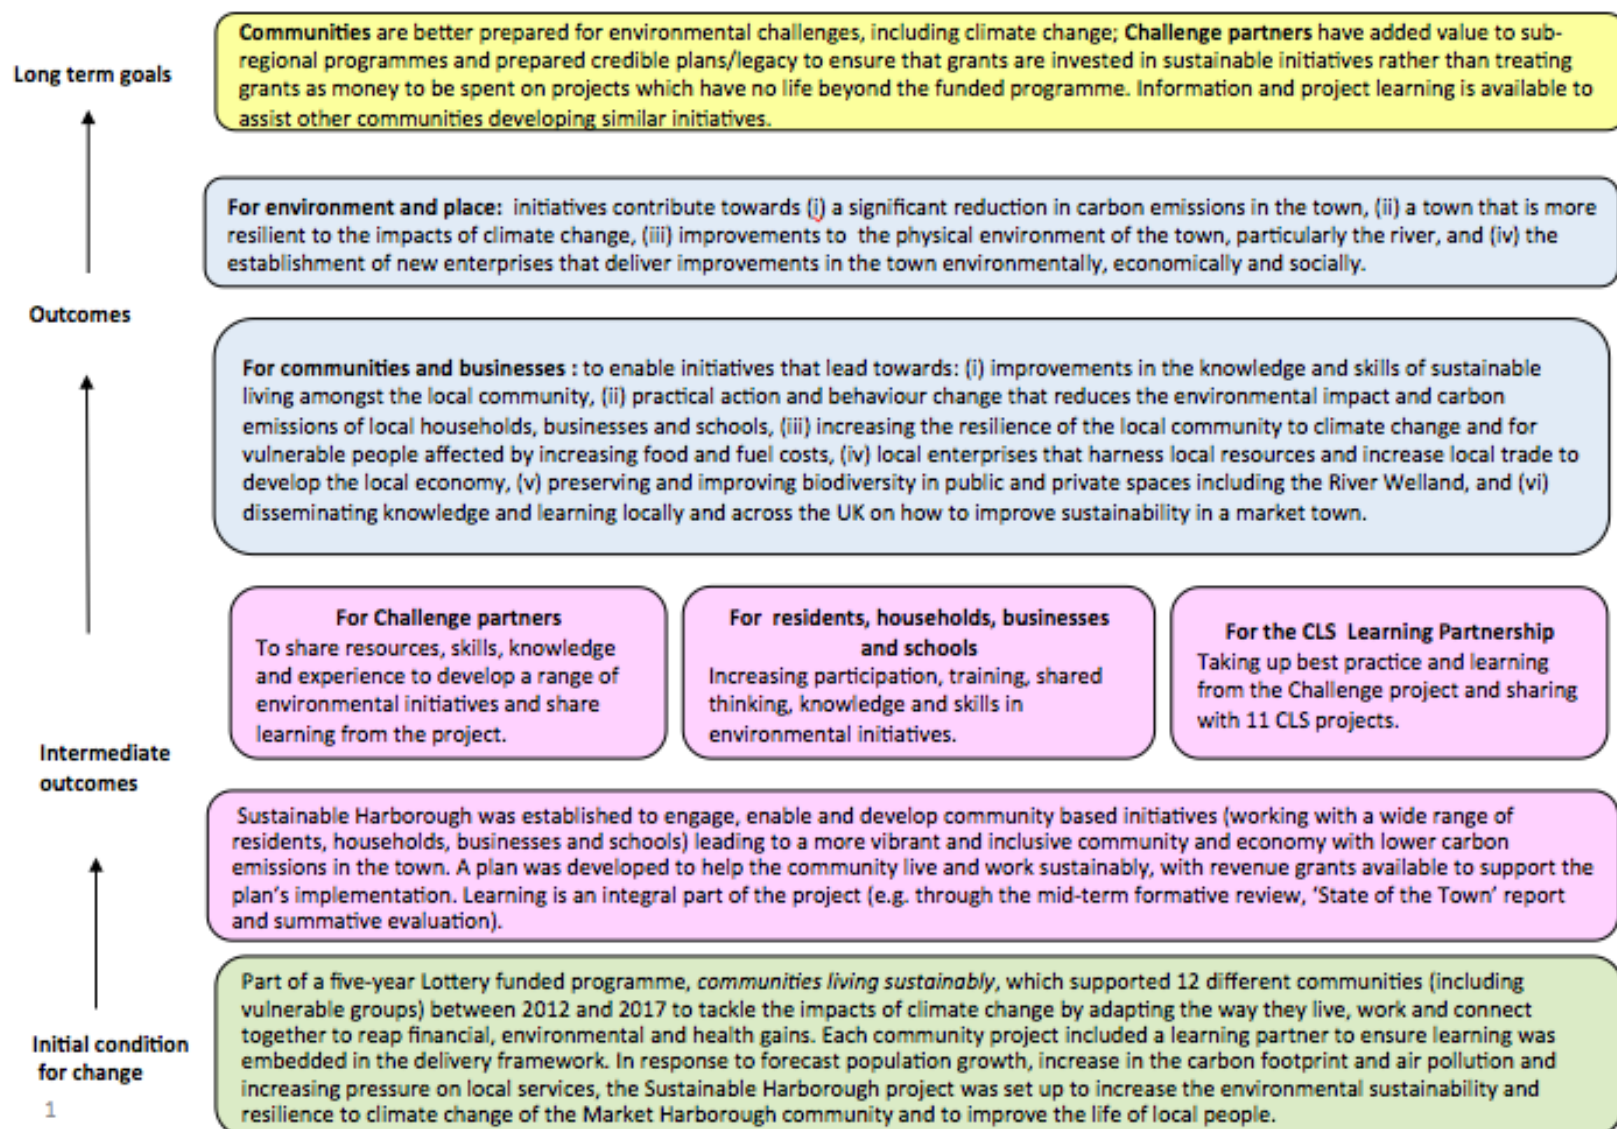 Long term goals
Communities are better prepared for environmental challenges, including climate change; Challenge partners have added value to sub-
regional programmes and prepared credible plans/legacy to ensure that grants are invested in sustainable initiatives rather than treating
grants as money to be spent on projects which have no life beyond the funded programme. Information and project learning is available to
assist other communities developing similar initiatives.
For environment and place: initiatives contribute towards (i) a significant reduction in carbon emissions in the town, (ii) a town that is more
resilient to the impacts of climate change, (iii) improvements to the physical environment of the town, particularly the river, and (iv) the
establishment of new enterprises that deliver improvements in the town environmentally, economically and socially.
Outcomes
For communities and businesses : to enable initiatives that lead towards: (i) improvements in the knowledge and skills of sustainable
living amongst the local community, (ii) practical action and behaviour change that reduces the environmental impact and carbon
emissions of local households, businesses and schools, (iii) increasing the resilience of the local community to climate change and for
vulnerable people affected by increasing food and fuel costs, (iv) local enterprises that harness local resources and increase local trade to
develop the local economy, (v) preserving and improving biodiversity in public and private spaces including the River Welland, and (vi)
disseminating knowledge and learning locally and across the UK on how to improve sustainability in a market town.
For Challenge partners
To share resources, skills, knowledge
and experience to develop a range of
environmental initiatives and share
learning from the project.
For residents, households, businesses
and schools
Increasing participation, training, shared
thinking, knowledge and skills in
environmental initiatives.
For the CLS Learning Partnership
Taking up best practice and learning
from the Challenge project and sharing
with 11 CLS projects.
Intermediate
outcomes
Sustainable Harborough was established to engage, enable and develop community based initiatives (working with a wide range of
residents, households, businesses and schools) leading to a more vibrant and inclusive community and economy with lower carbon
emissions in the town. A plan was developed to help the community live and work sustainably, with revenue grants available to support the
plan's implementation. Learning is an integral part of the project (e.g. through the mid-term formative review, 'State of the Town' report
and summative evaluation).
Initial condition
for change
Part of a five-year Lottery funded programme, communities living sustainably, which supported 12 different communities (including
vulnerable groups) between 2012 and 2017 to tackle the impacts of climate change by adapting the way they live, work and connect
together to reap financial, environmental and health gains. Each community project included a learning partner to ensure learning was
embedded in the delivery framework. In response to forecast population growth, increase in the carbon footprint and air pollution and
increasing pressure on local services, the Sustainable Harborough project was set up to increase the environmental sustainability and
resilience to climate change of the Market Harborough community and to improve the life of local people.
1